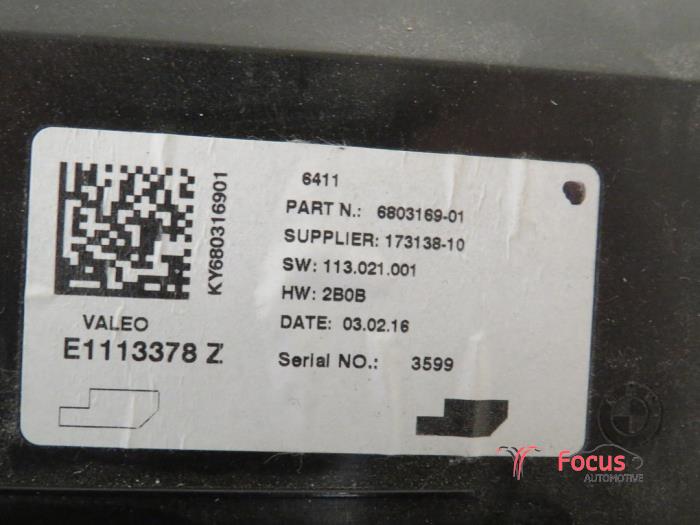 KY680316901
VALEO
E1113378 Z
6411
PART N.: 6803169-01
SUPPLIER: 173138-10
SW: 113.021.001
HW: 2B0B
DATE: 03.02.16
Serial NO.: 3599
Focus
AUTOMOTIVE